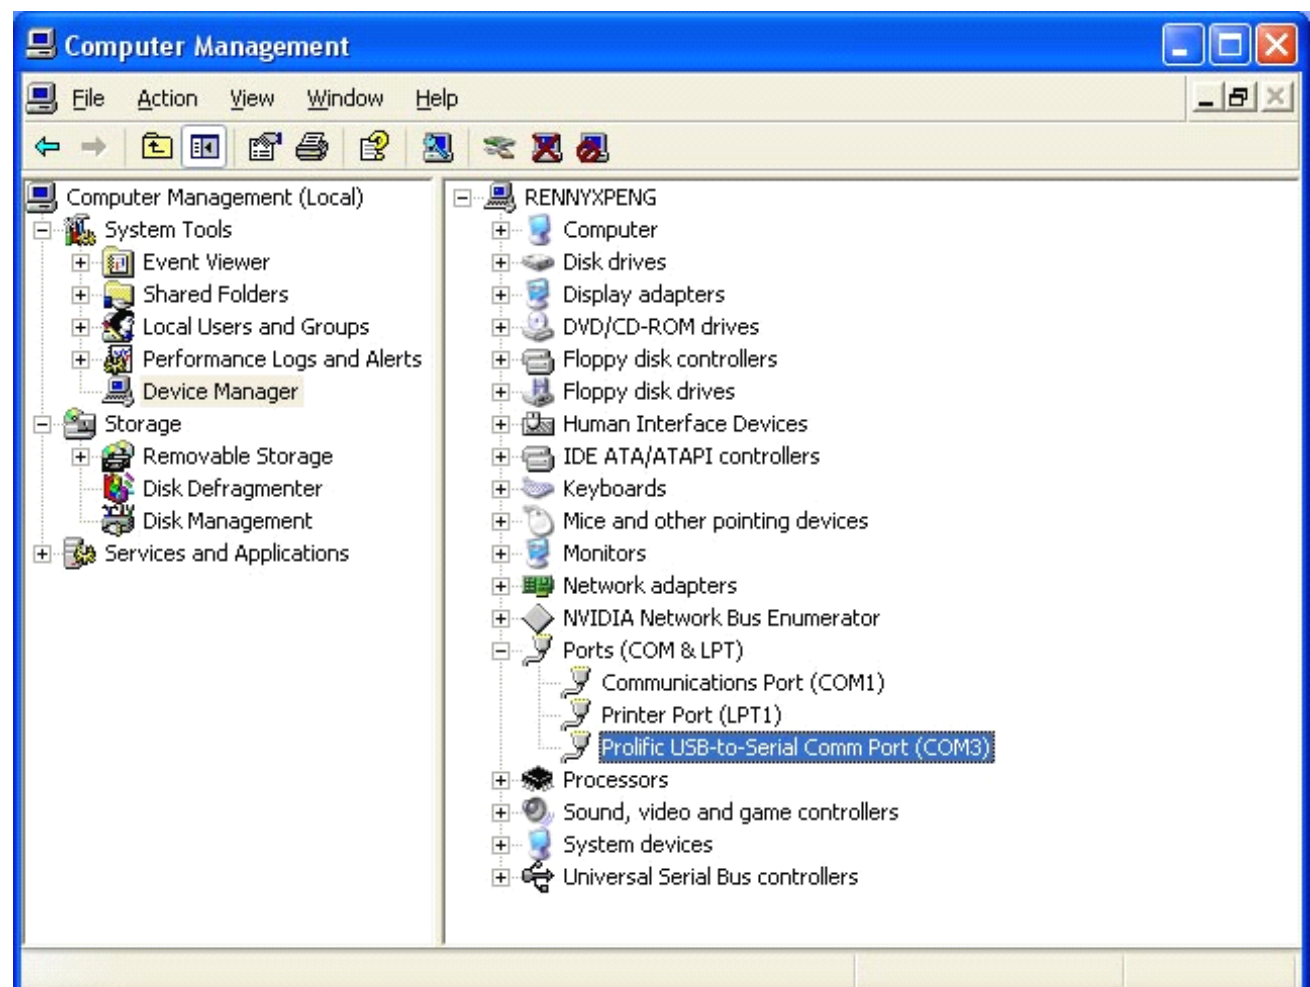 Computer Management
File Action View Window Help
Computer Management (Local)
System Tools
Event Viewer
Shared Folders
Local Users and Groups
Performance Logs and Alerts
Device Manager
Storage
Removable Storage
Disk Defragmenter
Disk Management
Services and Applications
RENNYXPENG
Computer
Disk drives
Display adapters
DVD/CD-ROM drives
Floppy disk controllers
Floppy disk drives
Human Interface Devices
IDE ATA/ATAPI controllers
Keyboards
Mice and other pointing devices
Monitors
Network adapters
NVIDIA Network Bus Enumerator
Ports (COM & LPT)
Communications Port (COM1)
Printer Port (LPT1)
Prolific USB-to-Serial Comm Port (COM3)
Processors
Sound, video and game controllers
System devices
Universal Serial Bus controllers